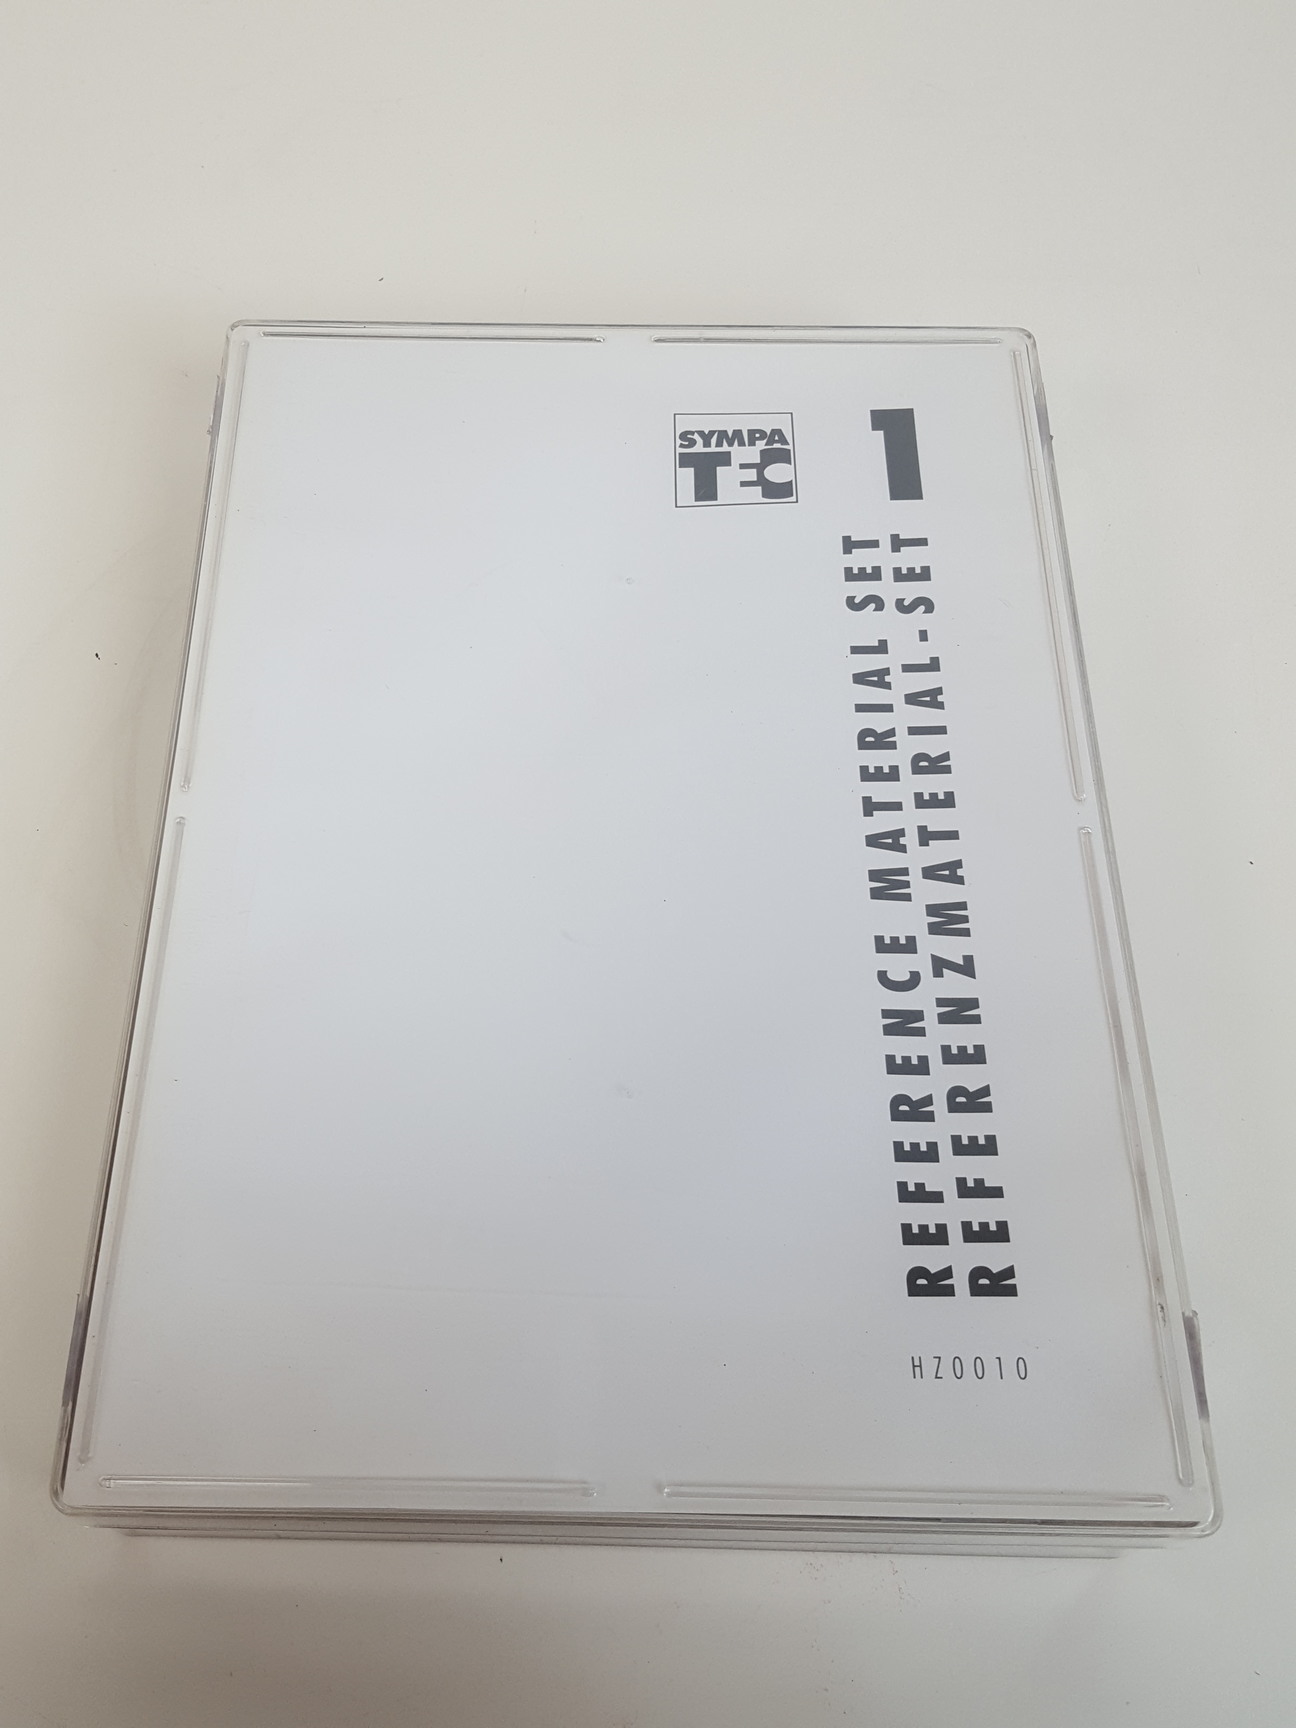 SYMPA
TEC
1
REFERENCE MATERIAL SET
REFERENZMATERIAL-SET
HZ0010